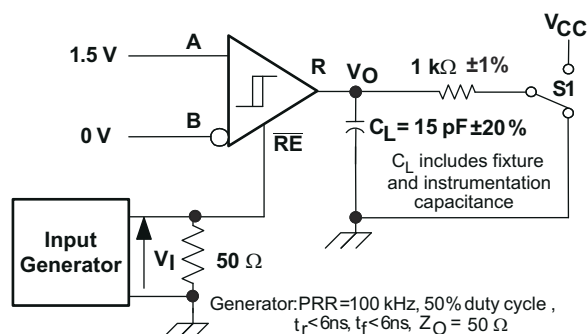 V_CC
1.5 V
A
R
V_O
1 kΩ ±1%
S1
0 V
B
R̅E̅
C_L = 15 pF ±20%
C_L includes fixture
and instrumentation
capacitance
Input
Generator
V_I
50 Ω
Generator:PRR=100 kHz, 50% duty cycle ,
t_r<6ns, t_f<6ns, Z_O = 50 Ω